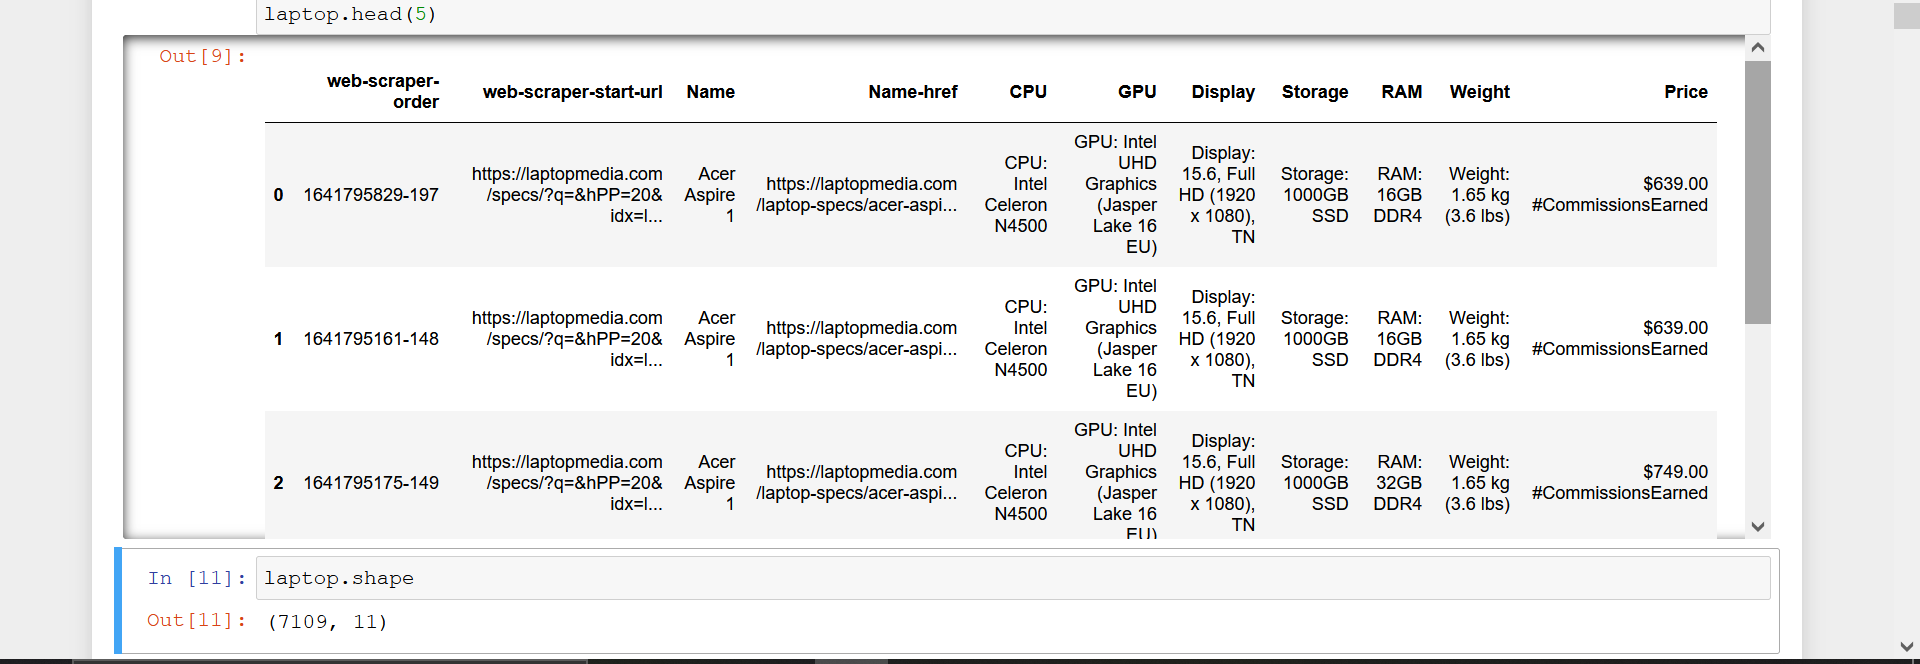 laptop.head(5)
Out[9]:
web-scraper-order web-scraper-start-url Name Name-href CPU GPU Display Storage RAM Weight Price
0 1641795829-197 https://laptopmedia.com/specs/?q=&hPP=20&idx=l... Acer Aspire 1 https://laptopmedia.com/laptop-specs/acer-aspi... CPU: Intel Celeron N4500 GPU: Intel UHD Graphics (Jasper Lake 16 EU) Display: 15.6, Full HD (1920 x 1080), TN Storage: 1000GB SSD RAM: 16GB DDR4 Weight: 1.65 kg (3.6 lbs) $639.00 #CommissionsEarned
1 1641795161-148 https://laptopmedia.com/specs/?q=&hPP=20&idx=l... Acer Aspire 1 https://laptopmedia.com/laptop-specs/acer-aspi... CPU: Intel Celeron N4500 GPU: Intel UHD Graphics (Jasper Lake 16 EU) Display: 15.6, Full HD (1920 x 1080), TN Storage: 1000GB SSD RAM: 16GB DDR4 Weight: 1.65 kg (3.6 lbs) $639.00 #CommissionsEarned
2 1641795175-149 https://laptopmedia.com/specs/?q=&hPP=20&idx=l... Acer Aspire 1 https://laptopmedia.com/laptop-specs/acer-aspi... CPU: Intel Celeron N4500 GPU: Intel UHD Graphics (Jasper Lake 16 EU) Display: 15.6, Full HD (1920 x 1080), TN Storage: 1000GB SSD RAM: 32GB DDR4 Weight: 1.65 kg (3.6 lbs) $749.00 #CommissionsEarned
In [11]: laptop.shape
Out[11]: (7109, 11)